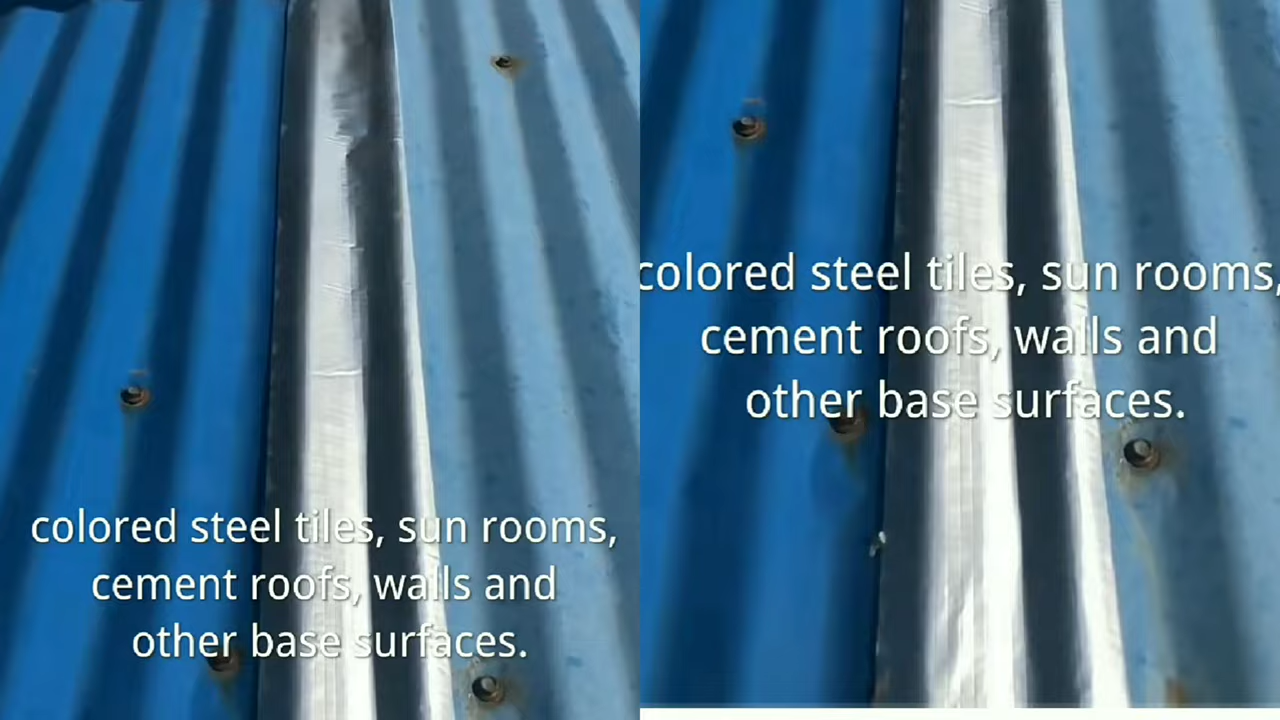 colored steel tiles, sun rooms,
cement roofs, walls and
other base surfaces.
colored steel tiles, sun rooms,
cement roofs, walls and
other base surfaces.